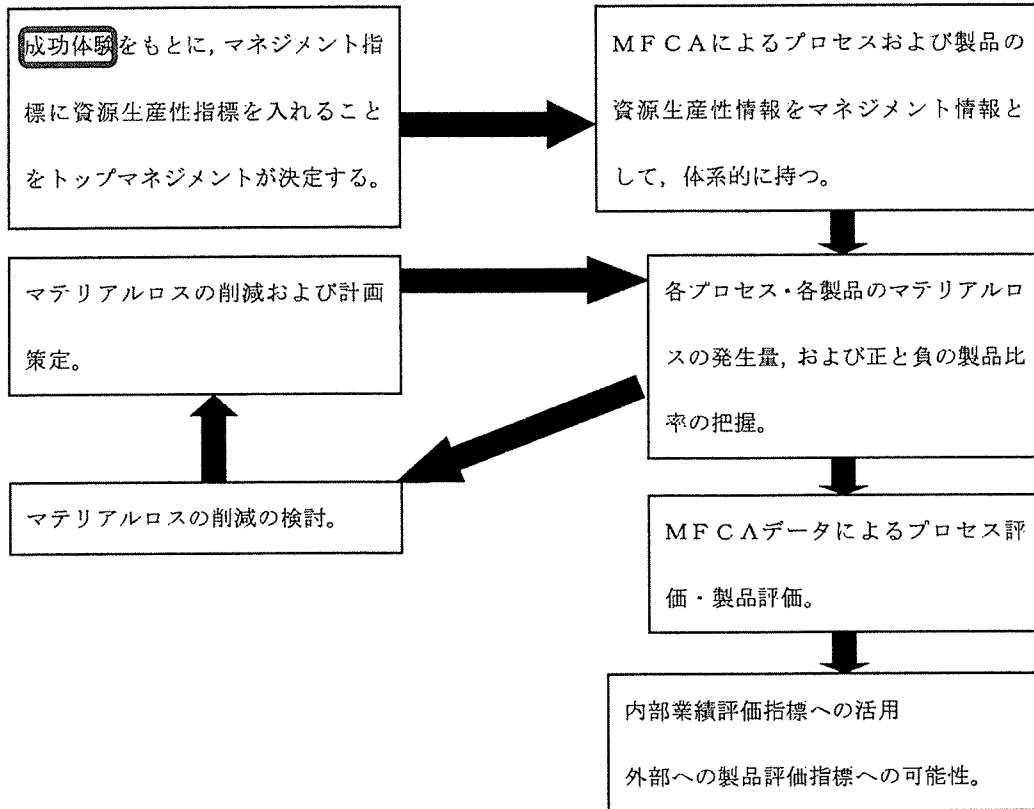 成功体験をもとに,マネジメント指
標に資源生産性指標を入れること
をトップマネジメントが決定する。
MFCAによるプロセスおよび製品の
資源生産性情報をマネジメント情報と
して,体系的に持つ。
マテリアルロスの削減および計画
策定。
各プロセス・各製品のマテリアルロ
スの発生量,および正と負の製品比
率の把握。
マテリアルロスの削減の検討。
MFCAデータによるプロセス評
価・製品評価。
内部業績評価指標への活用
外部への製品評価指標への可能性。